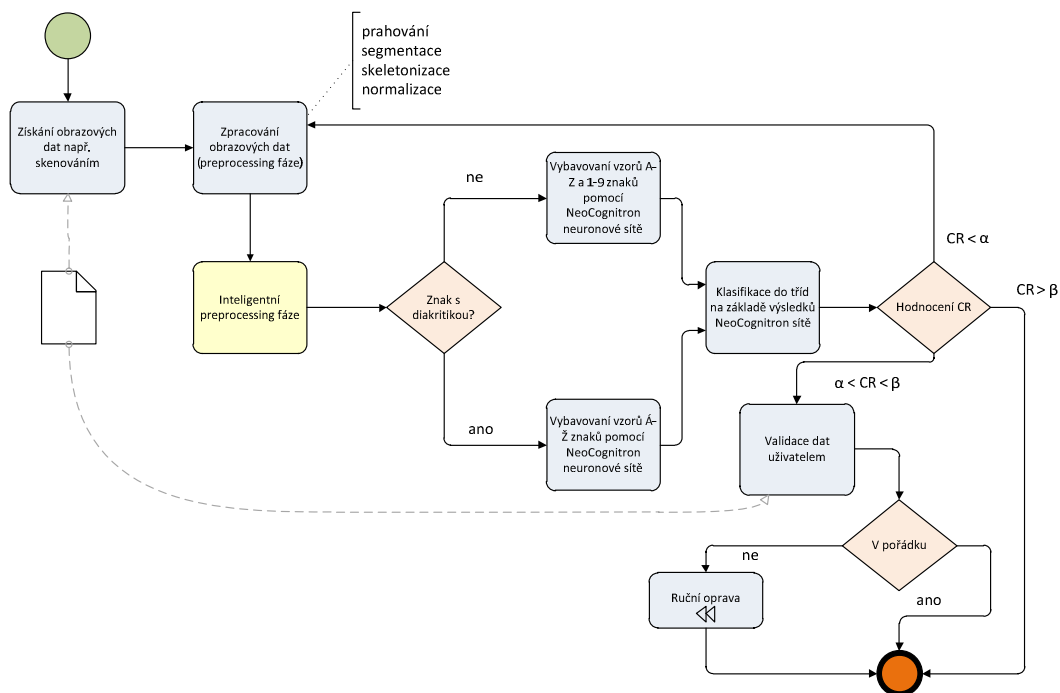 prahování
segmentace
skeletonizace
normalizace
Získání obrazových
dat např.
skenováním
Zpracování
obrazových dat
(preprocessing fáze)
Inteligentní
preprocessing fáze
Znak s
diakritikou?
ne
ano
Vybavovaní vzorů A-
Z a 1-9 znaků
pomocí
NeoCognitron
neuronové sítě
Vybavovaní vzorů Á-
Ž znaků pomocí
NeoCognitron
neuronové sítě
Klasifikace do tříd
na základě výsledků
NeoCognitron sítě
Hodnocení CR
CR < α
CR > β
α < CR < β
Validace dat
uživatelem
V pořádku
ne
ano
Ruční oprava